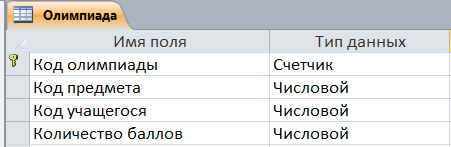 Олимпиада
Имя поля Тип данных
Код олимпиады Счетчик
Код предмета Числовой
Код учащегося Числовой
Количество баллов Числовой